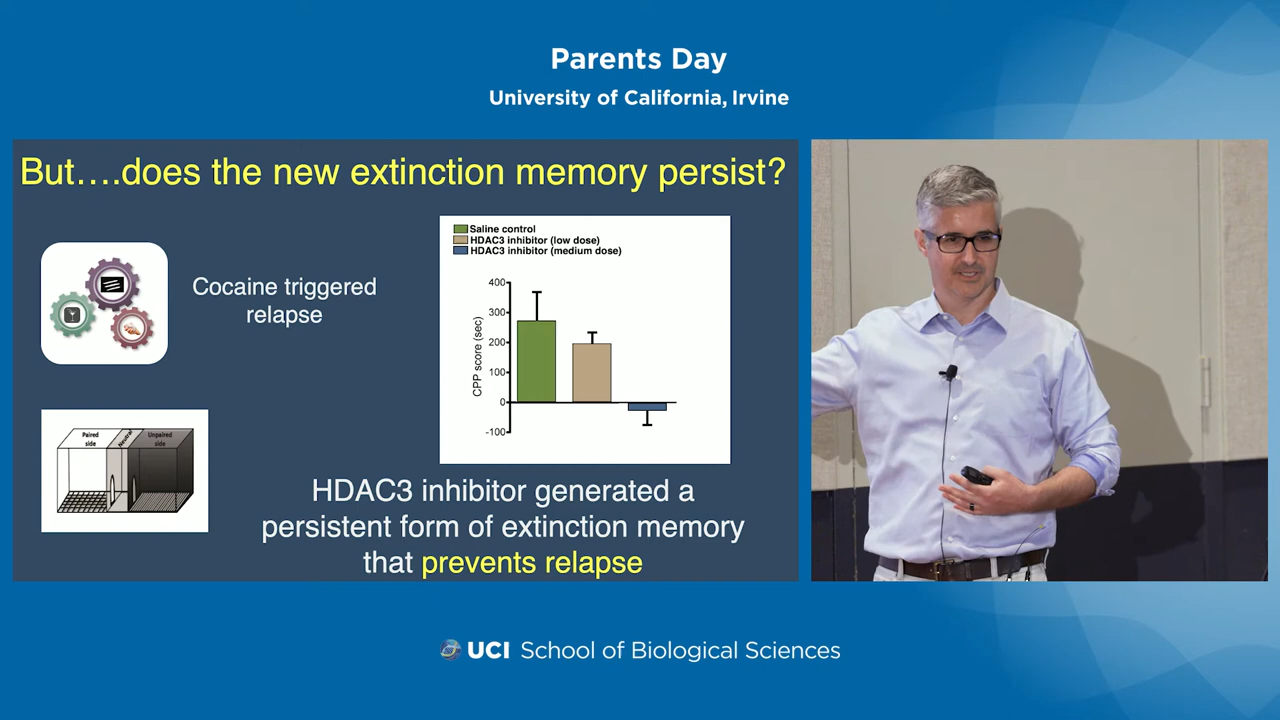 Parents Day
University of California, Irvine
But….does the new extinction memory persist?
Cocaine triggered
relapse
Saline control
HDAC3 inhibitor (low dose)
HDAC3 inhibitor (medium dose)
400
300
200
100
0
-100
CPP score (sec)
Paired
side
Neutral
Unpaired
side
HDAC3 inhibitor generated a
persistent form of extinction memory
that prevents relapse
UCI School of Biological Sciences